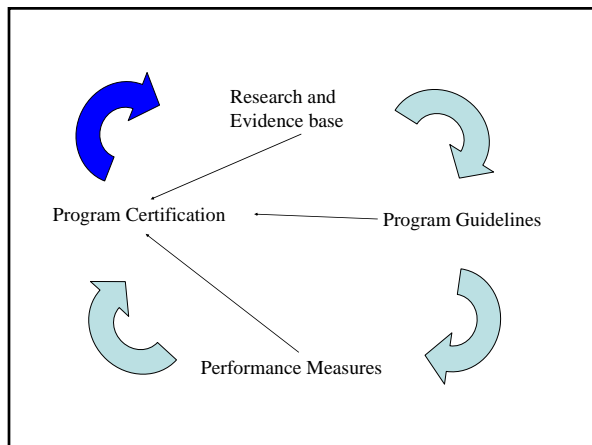 Research and
Evidence base
Program Certification
Program Guidelines
Performance Measures